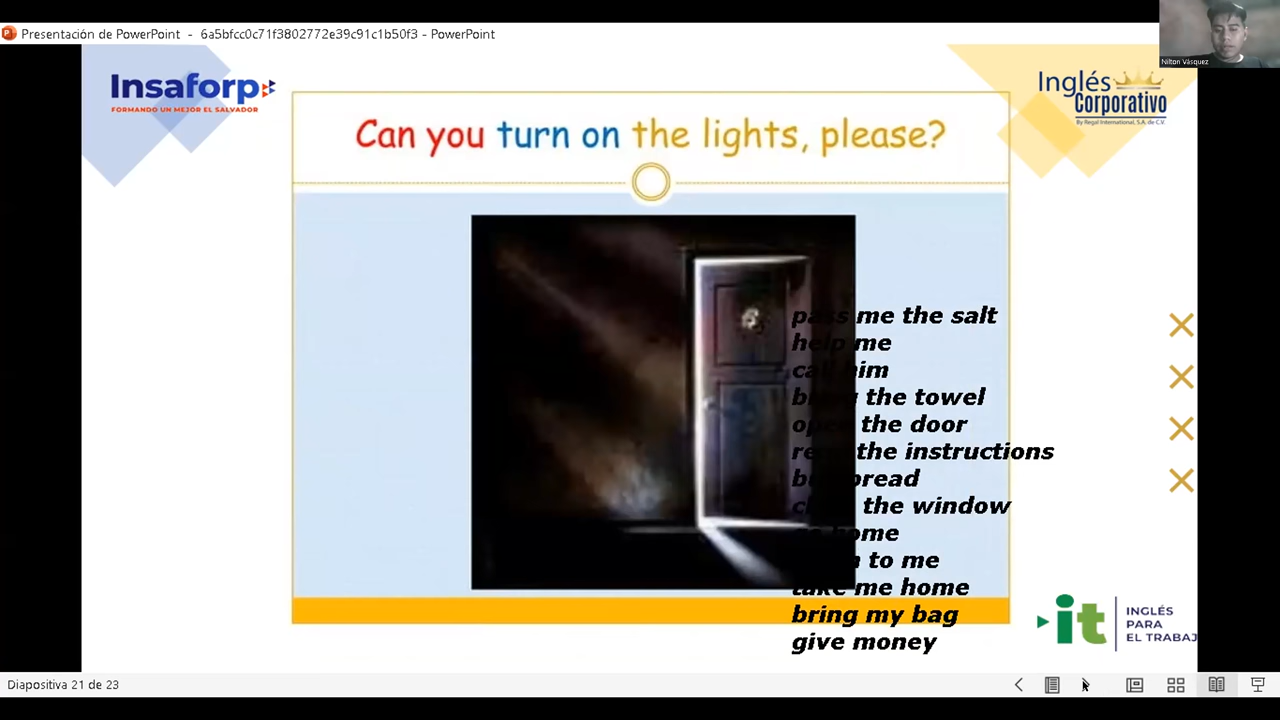 Presentación de PowerPoint - 6a5bfcc0c71f3802772e39c91c1b50f3 - PowerPoint
Nilton Vásquez
Insaforp
FORMANDO UN MEJOR EL SALVADOR
Inglés
Corporativo
By Regal International, S.A. de C.V.
Can you turn on the lights, please?
pass me the salt
help me
call him
bring the towel
open the door
read the instructions
buy bread
close the window
go home
to me
take me home
bring my bag
give money
it
INGLÉS
PARA
EL TRABAJ
Diapositiva 21 de 23